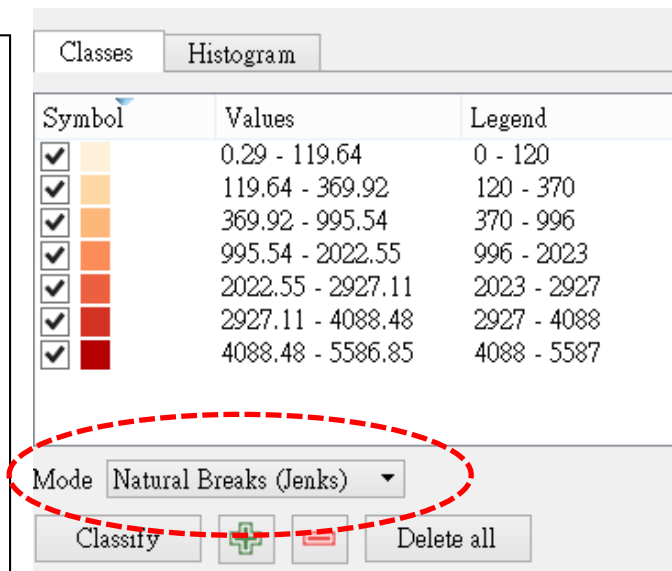 Classes Histogram
Symbol Values Legend
0.29 - 119.64 0 - 120
119.64 - 369.92 120 - 370
369.92 - 995.54 370 - 996
995.54 - 2022.55 996 - 2023
2022.55 - 2927.11 2023 - 2927
2927.11 - 4088.48 2927 - 4088
4088.48 - 5586.85 4088 - 5587
Mode Natural Breaks (Jenks)
Classify Delete all